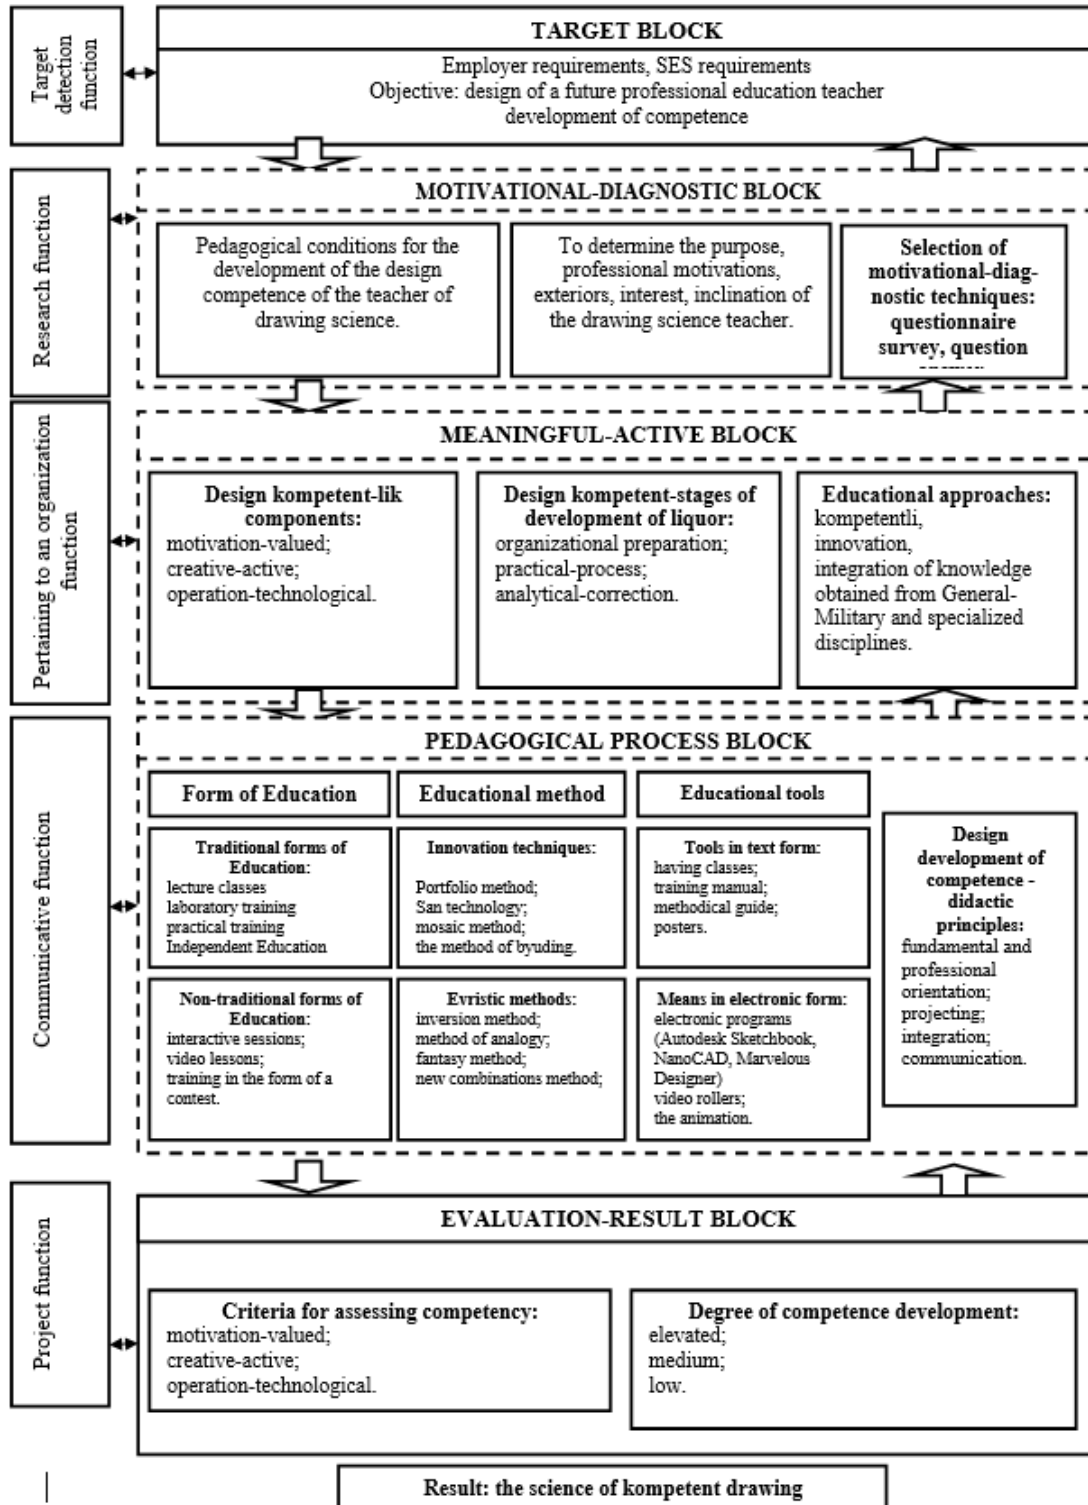 Target
detection
function
TARGET BLOCK
Employer requirements, SES requirements
Objective: design of a future professional education teacher
development of competence
Research function
MOTIVATIONAL-DIAGNOSTIC BLOCK
Pedagogical conditions for the
development of the design
competence of the teacher of
drawing science.
To determine the purpose,
professional motivations,
exteriors, interest, inclination of
the drawing science teacher.
Selection of
motivational-diag-
nostic techniques:
questionnaire
survey, question
Pertaining to an organization
function
MEANINGFUL-ACTIVE BLOCK
Design kompetent-lik
components:
motivation-valued;
creative-active;
operation-technological.
Design kompetent-stages of
development of liquor:
organizational preparation;
practical-process;
analytical-correction.
Educational approaches:
kompetentli,
innovation,
integration of knowledge
obtained from General-
Military and specialized
disciplines.
Communicative function
PEDAGOGICAL PROCESS BLOCK
Form of Education
Traditional forms of
Education:
lecture classes
laboratory training
practical training
Independent Education
Non-traditional forms of
Education:
interactive sessions;
video lessons;
training in the form of a
contest.
Educational method
Innovation techniques:
Portfolio method;
San technology;
mosaic method;
the method of byuding.
Evristic methods:
inversion method;
method of analogy;
fantasy method;
new combinations method;
Educational tools
Tools in text form:
having classes;
training manual;
methodical guide;
posters.
Means in electronic form:
electronic programs
(Autodesk Sketchbook,
NanoCAD, Marvelous
Designer)
video rollers;
the animation.
Design
development of
competence -
didactic
principles:
fundamental and
professional
orientation;
projecting;
integration;
communication.
Project function
EVALUATION-RESULT BLOCK
Criteria for assessing competency:
motivation-valued;
creative-active;
operation-technological.
Degree of competence development:
elevated;
medium;
low.
Result: the science of kompetent drawing